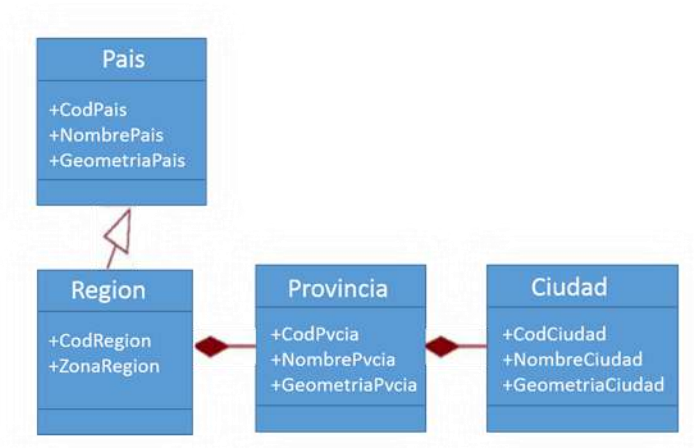 Pais
+CodPais
+NombrePais
+GeometriaPais
Region
+CodRegion
+ZonaRegion
Provincia
+CodPvcia
+NombrePvcia
+GeometriaPvcia
Ciudad
+CodCiudad
+NombreCiudad
+GeometriaCiudad